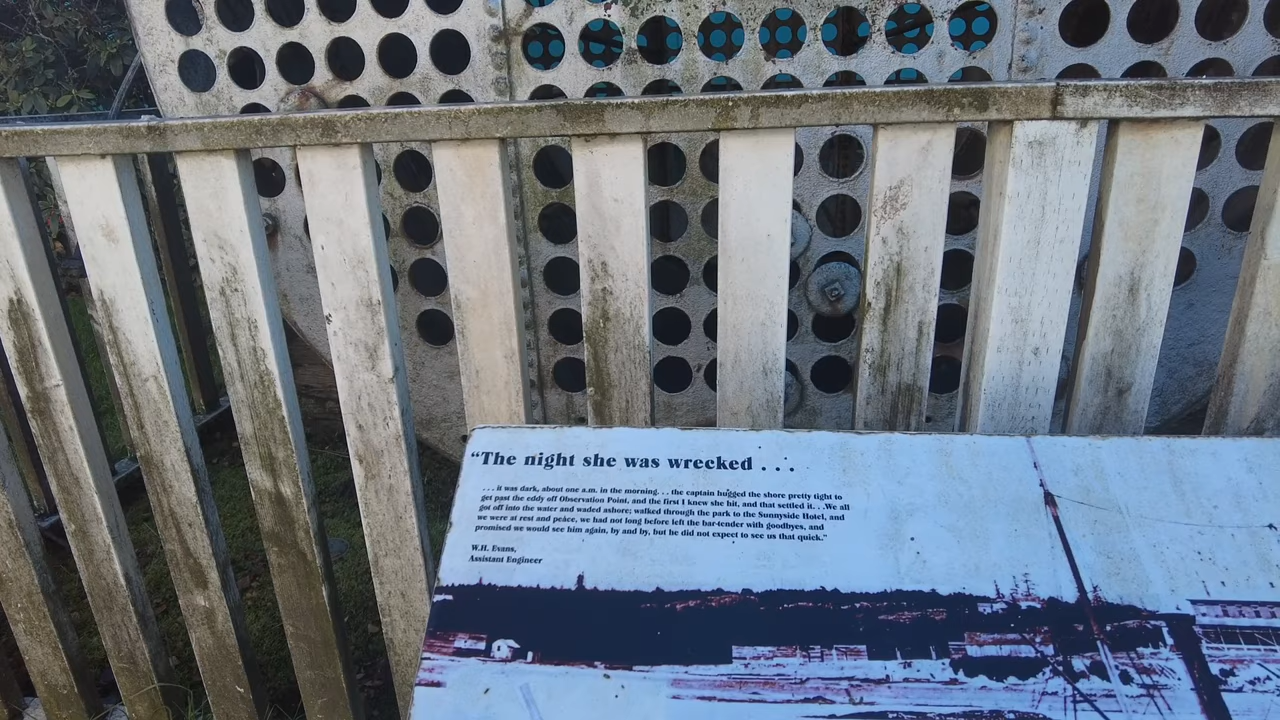 “The night she was wrecked . . .
. . . it was dark, about one a.m. in the morning. . . the captain hugged the shore pretty tight to
get past the eddy off Observation Point, and the first I knew she hit, and that settled it. . .We all
got off into the water and waded ashore; walked through the park to the Sunnyside Hotel, and
we were at rest and peace, we had not long before left the bar-tender with goodbyes, and
promised we would see him again, by and by, but he did not expect to see us that quick.”
W.H. Evans,
Assistant Engineer